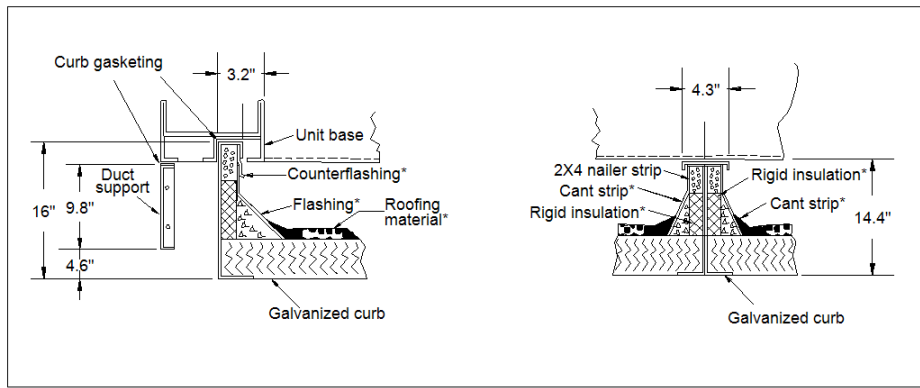 Curb gasketing
3.2"
Unit base
Duct
support
Counterflashing*
9.8"
16"
Flashing*
Roofing
material*
4.6"
Galvanized curb
4.3"
2X4 nailer strip
Rigid insulation*
Cant strip*
Cant strip*
Rigid insulation*
14.4"
Galvanized curb